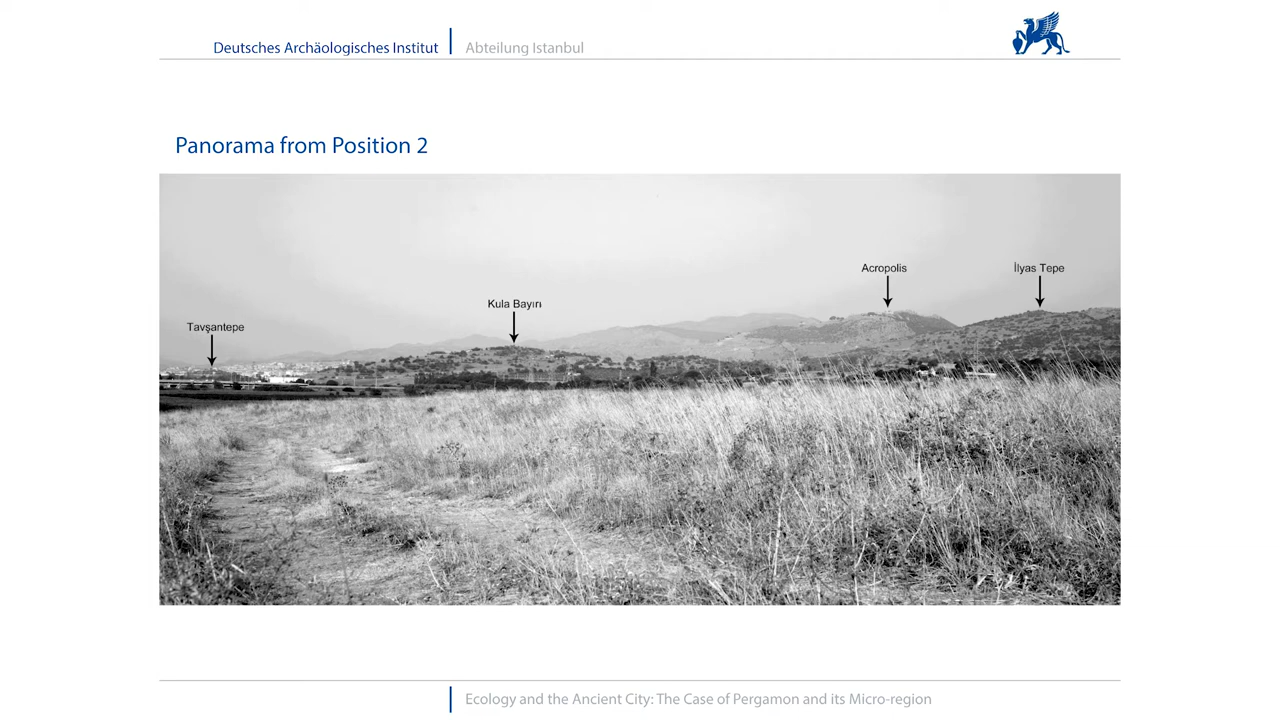 Deutsches Archäologisches Institut
Abteilung Istanbul
Panorama from Position 2
Tavşantepe
Kula Bayırı
Acropolis
İlyas Tepe
Ecology and the Ancient City: The Case of Pergamon and its Micro-region